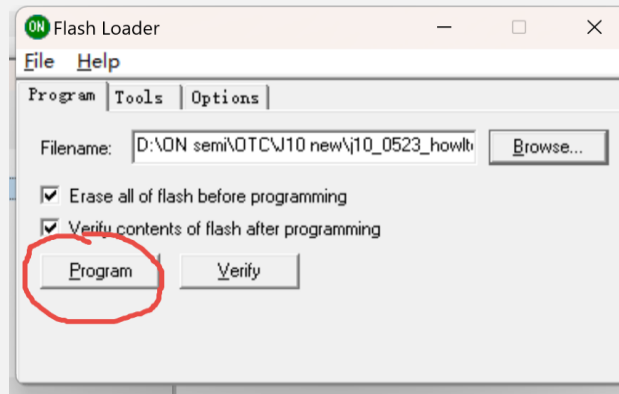 ON Flash Loader
File Help
Program Tools Options
Filename: D:\ON semi\OTC\J10 new\j10_0523_howlt Browse...
Erase all of flash before programming
Verify contents of flash after programming
Program Verify